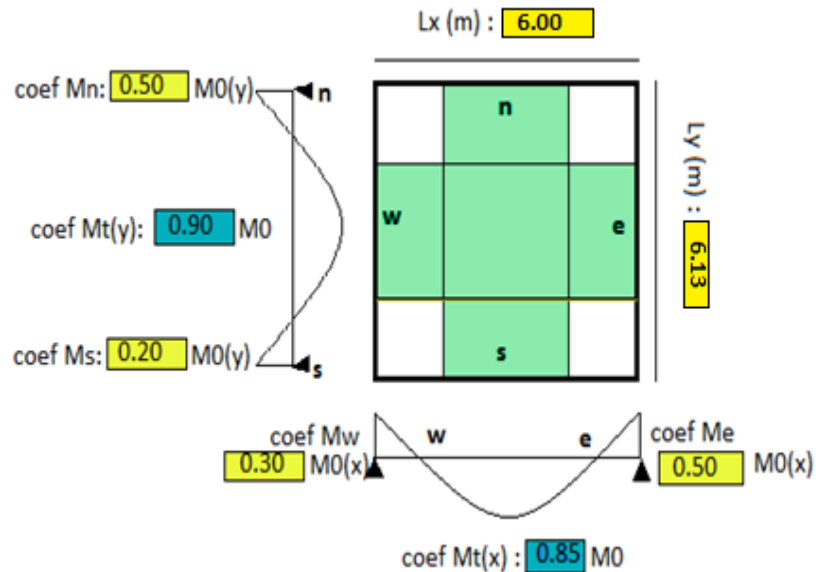 Lx (m) : 6.00
coef Mn: 0.50 M0(y)
n
n
Ly (m) : 6.13
coef Mt(y): 0.90 M0
w
e
coef Ms: 0.20 M0(y)
s
s
coef Mw
w
e
coef Me
0.30 M0(x)
0.50 M0(x)
coef Mt(x) : 0.85 M0